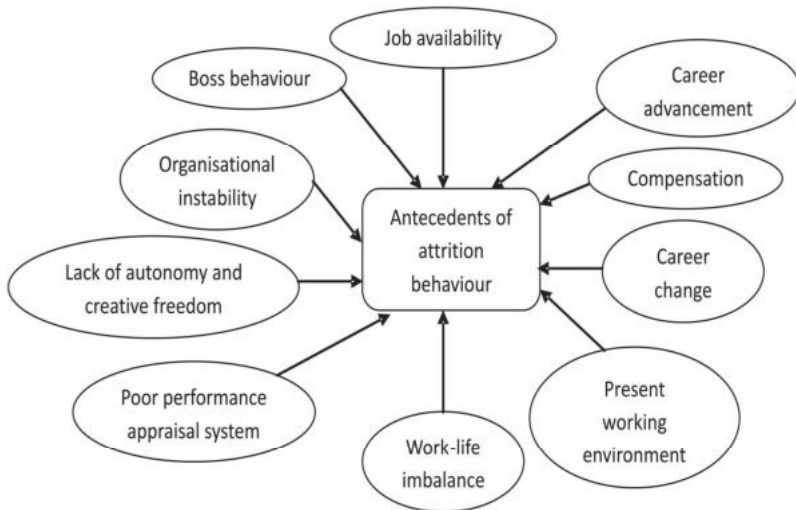 Job availability
Boss behaviour
Career
advancement
Organisational
instability
Compensation
Antecedents of
attrition
behaviour
Lack of autonomy and
creative freedom
Career
change
Poor performance
appraisal system
Work-life
imbalance
Present
working
environment